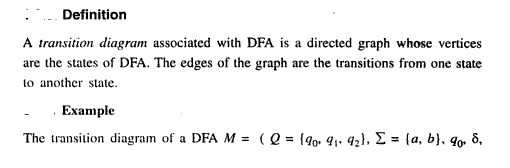 Definition
A transition diagram associated with DFA is a directed graph whose vertices
are the states of DFA. The edges of the graph are the transitions from one state
to another state.
Example
The transition diagram of a DFA M = ( Q = {q₀, q₁, q₂}, Σ = {a, b}, q₀, δ,